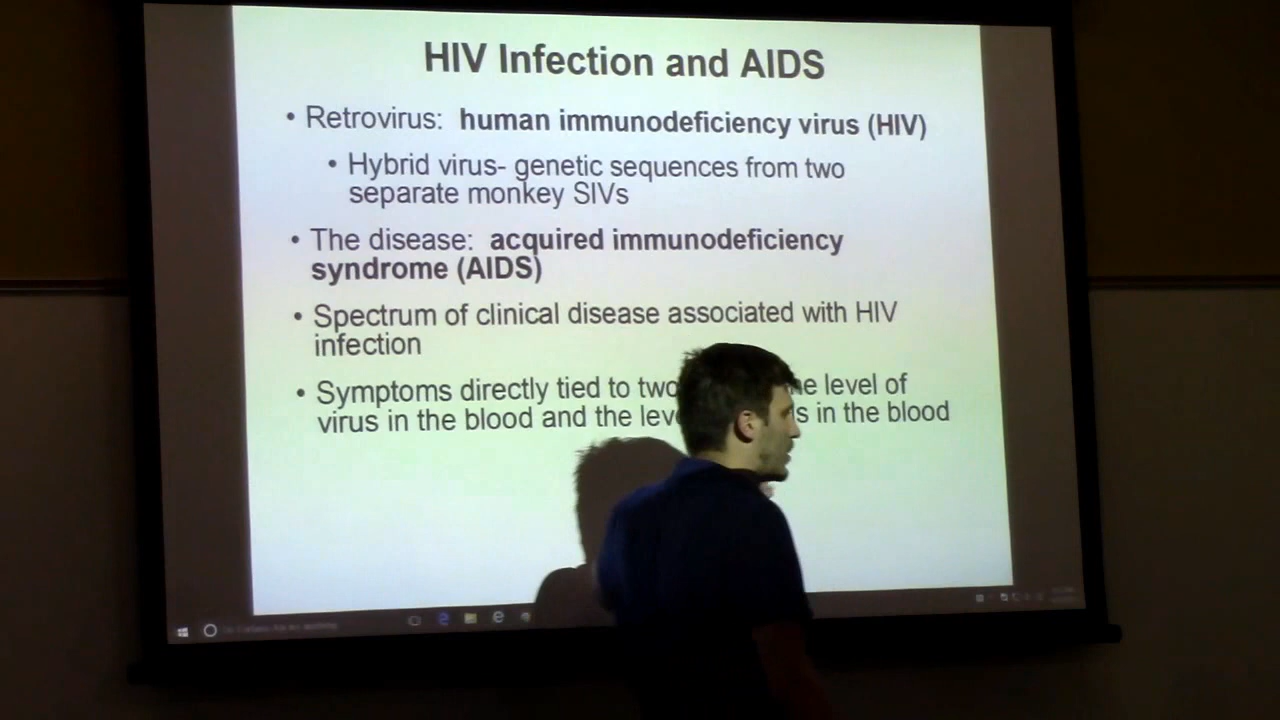 HIV Infection and AIDS
• Retrovirus: human immunodeficiency virus (HIV)
• Hybrid virus- genetic sequences from two
separate monkey SIVs
• The disease: acquired immunodeficiency
syndrome (AIDS)
• Spectrum of clinical disease associated with HIV
infection
• Symptoms directly tied to two level of
virus in the blood and the in the blood